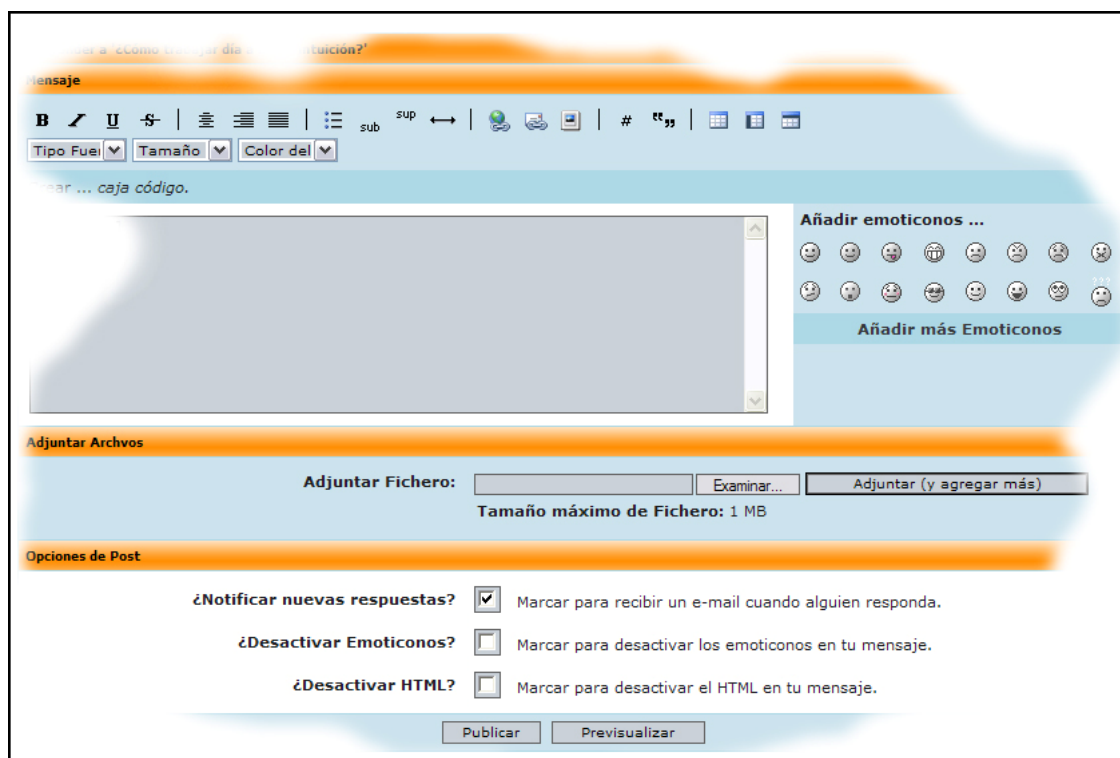 a '¿Cómo día intuición?'
Mensaje
B I U S sub sup # ❝❞
Tipo Fue Tamaño Color del
... caja código.
Añadir emoticonos ...
???
Añadir más Emoticonos
Adjuntar Archvos
Adjuntar Fichero: Examinar... Adjuntar (y agregar más)
Tamaño máximo de Fichero: 1 MB
Opciones de Post
¿Notificar nuevas respuestas? Marcar para recibir un e-mail cuando alguien responda.
¿Desactivar Emoticonos? Marcar para desactivar los emoticonos en tu mensaje.
¿Desactivar HTML? Marcar para desactivar el HTML en tu mensaje.
Publicar Previsualizar